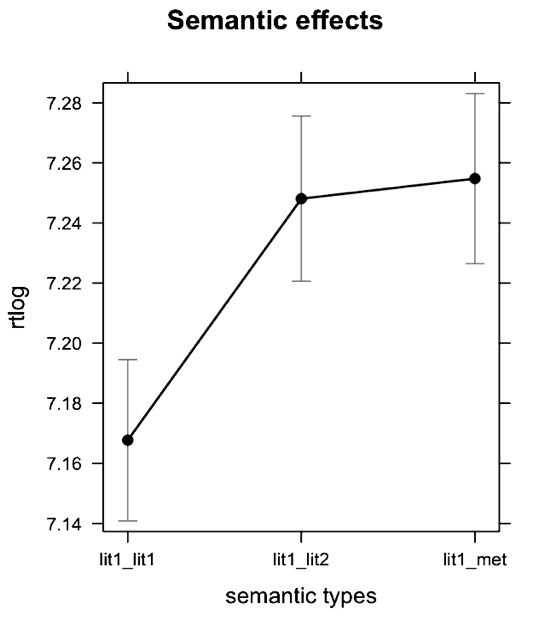 Semantic effects
7.28
7.26
7.24
7.22
7.20
7.18
7.16
7.14
rtlog
lit1_lit1 lit1_lit2 lit1_met
semantic types